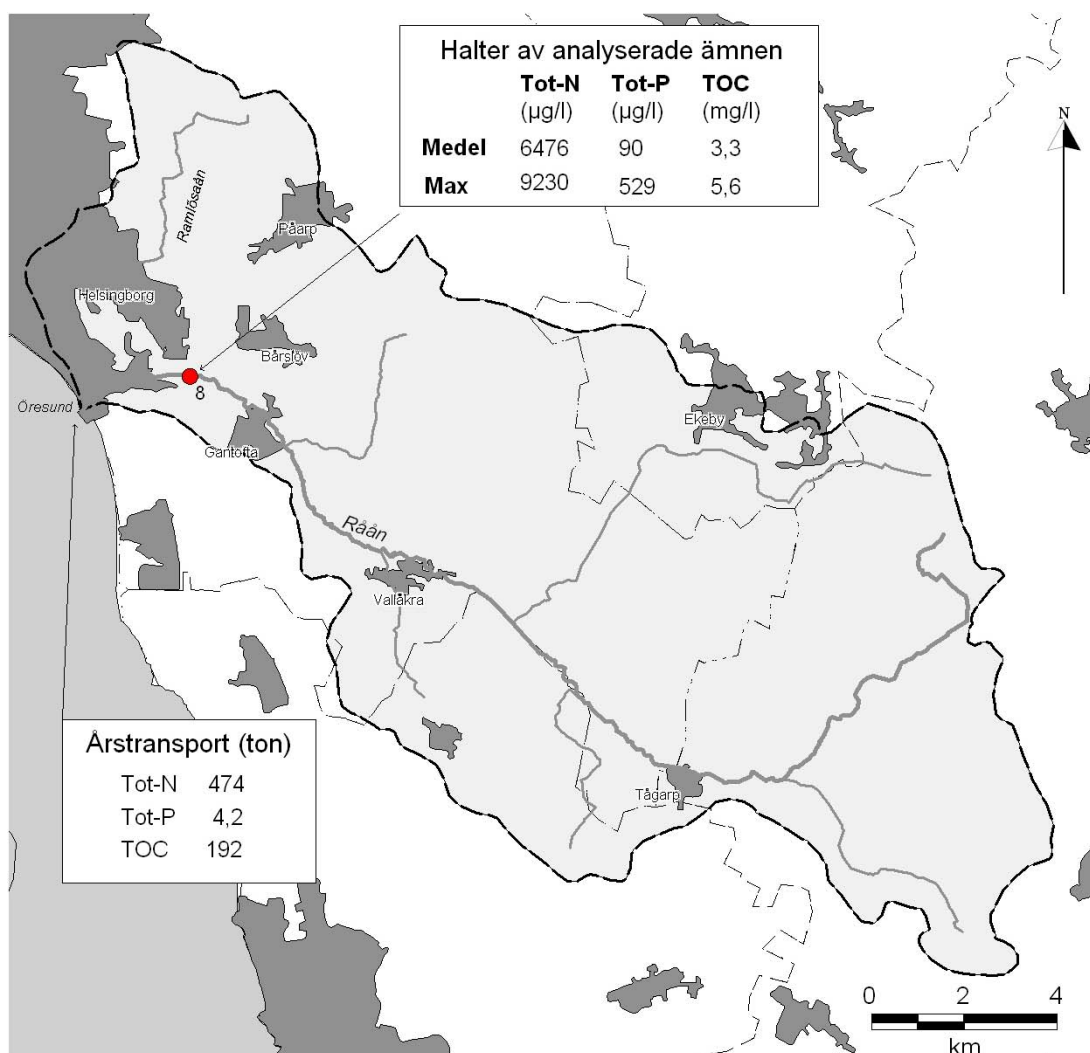 Halter av analyserade ämnen
Tot-N Tot-P TOC
(µg/l) (µg/l) (mg/l)
Medel 6476 90 3,3
Max 9230 529 5,6
N
Ramlösaån
Påarp
Helsingborg
Bårslöv
8
Öresund
Gantofta
Ekeby
Råån
Vallåkra
Årstransport (ton)
Tot-N 474
Tot-P 4,2
TOC 192
Tågarp
0 2 4
km